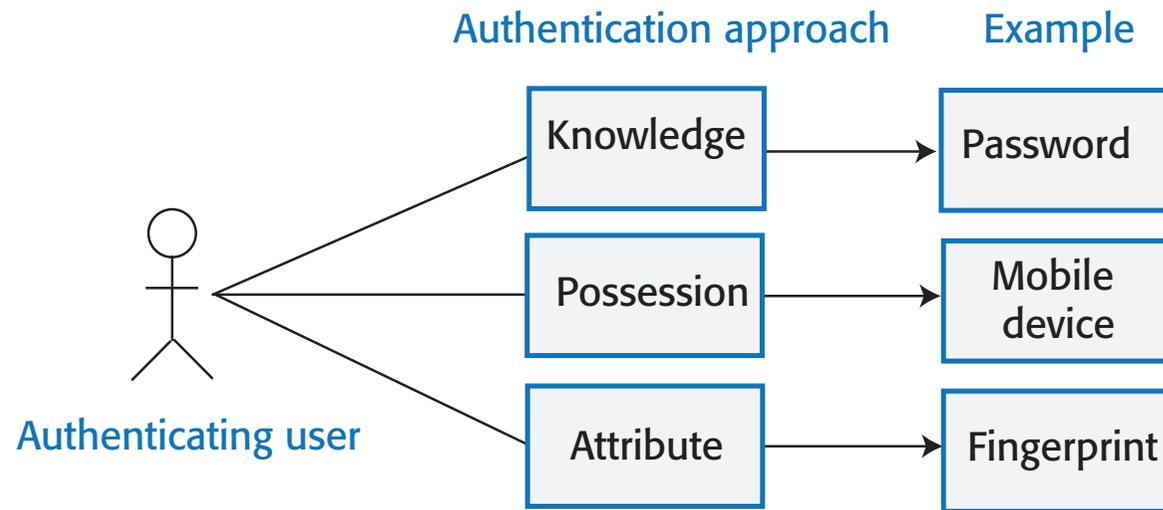 Authentication approach
Example
Knowledge
Password
Possession
Mobile
device
Attribute
Fingerprint
Authenticating user